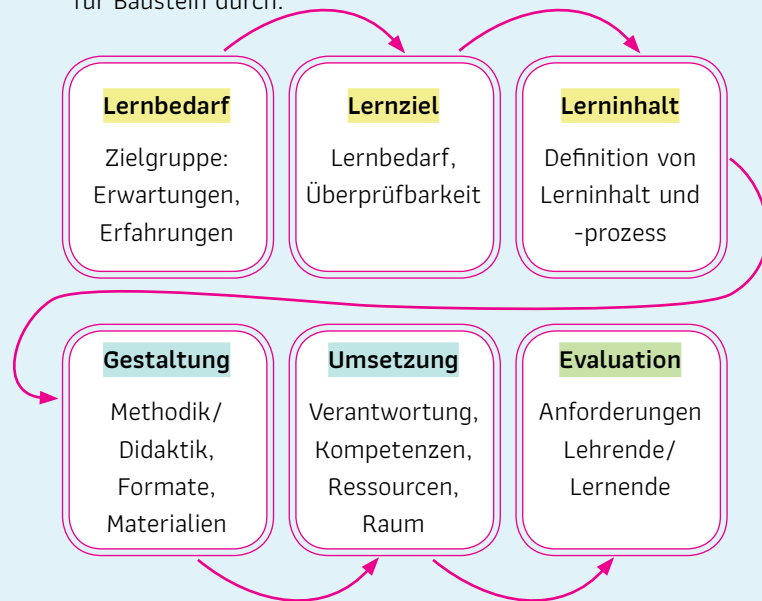 für Baustein durch.
Lernbedarf
Zielgruppe:
Erwartungen,
Erfahrungen
Lernziel
Lernbedarf,
Überprüfbarkeit
Lerninhalt
Definition von
Lerninhalt und
-prozess
Gestaltung
Methodik/
Didaktik,
Formate,
Materialien
Umsetzung
Verantwortung,
Kompetenzen,
Ressourcen,
Raum
Evaluation
Anforderungen
Lehrende/
Lernende